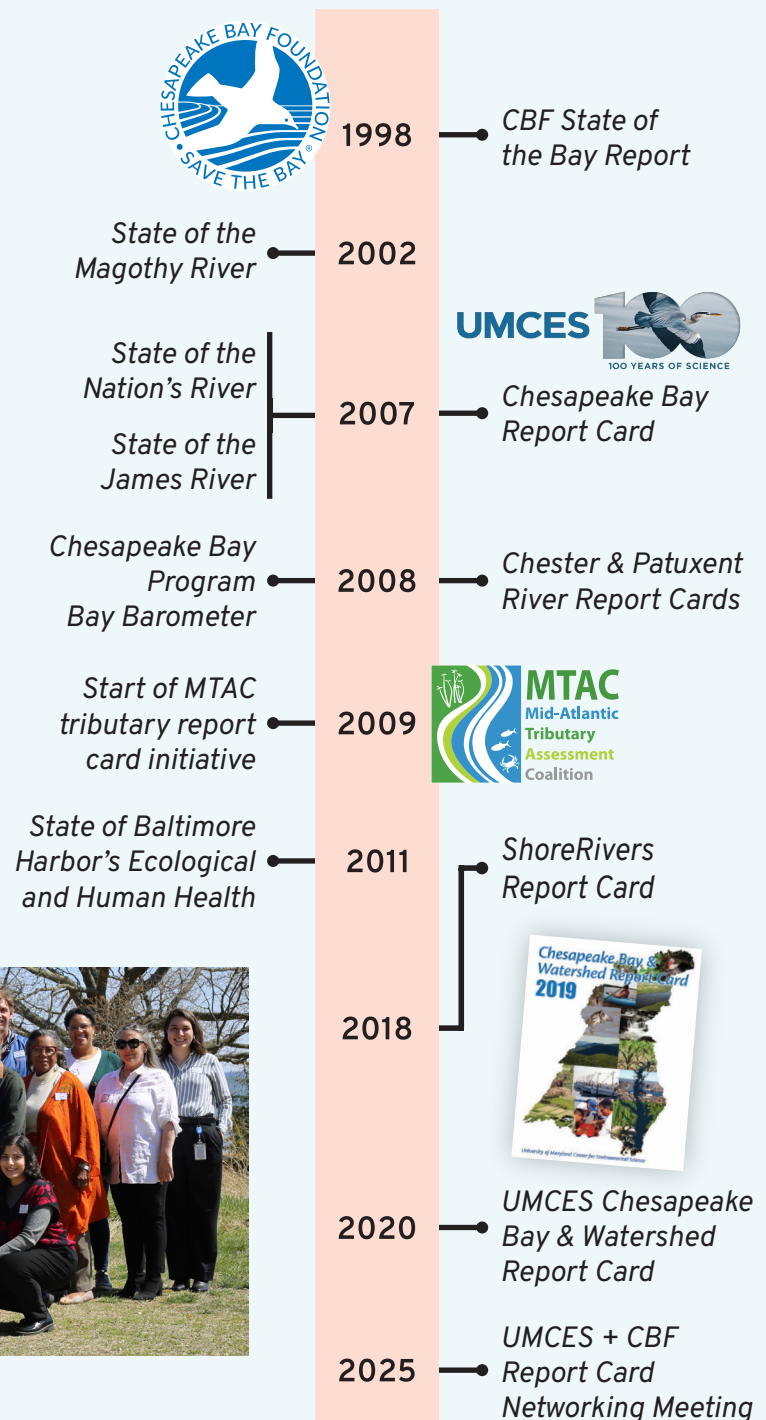 CHESAPEAKE BAY FOUNDATION
• SAVE THE BAY ®
1998
CBF State of
the Bay Report
State of the
Magothy River
2002
UMCES 100
100 YEARS OF SCIENCE
State of the
Nation's River
State of the
James River
2007
Chesapeake Bay
Report Card
Chesapeake Bay
Program
Bay Barometer
2008
Chester & Patuxent
River Report Cards
Start of MTAC
tributary report
card initiative
2009
MTAC
Mid-Atlantic
Tributary
Assessment
Coalition
State of Baltimore
Harbor's Ecological
and Human Health
2011
ShoreRivers
Report Card
2018
Chesapeake Bay &
Watershed Report Card
2019
University of Maryland Center for Environmental Science
2020
UMCES Chesapeake
Bay & Watershed
Report Card
2025
UMCES + CBF
Report Card
Networking Meeting